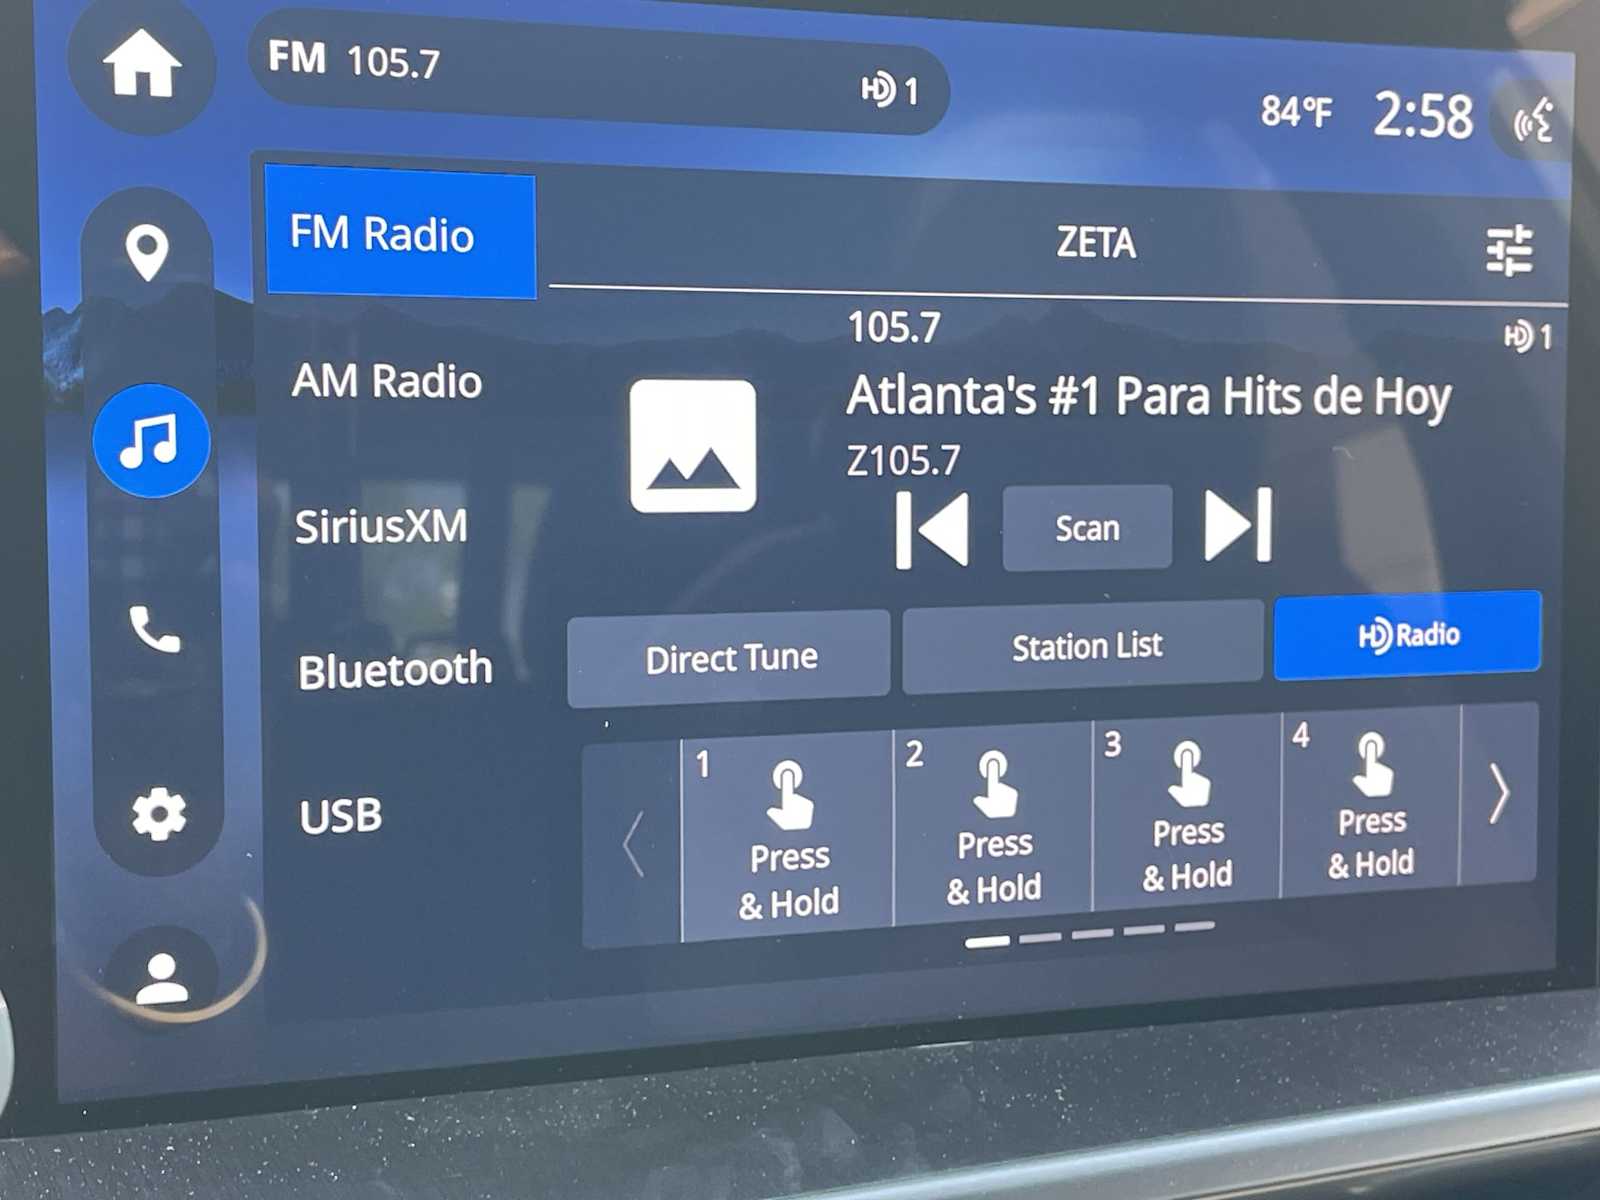 FM 105.7
HD 1
84°F 2:58
FM Radio
ZETA
105.7
HD 1
Atlanta's #1 Para Hits de Hoy
Z105.7
AM Radio
SiriusXM
Scan
Bluetooth
Direct Tune
Station List
HD Radio
USB
1
Press
& Hold
2
Press
& Hold
3
Press
& Hold
4
Press
& Hold